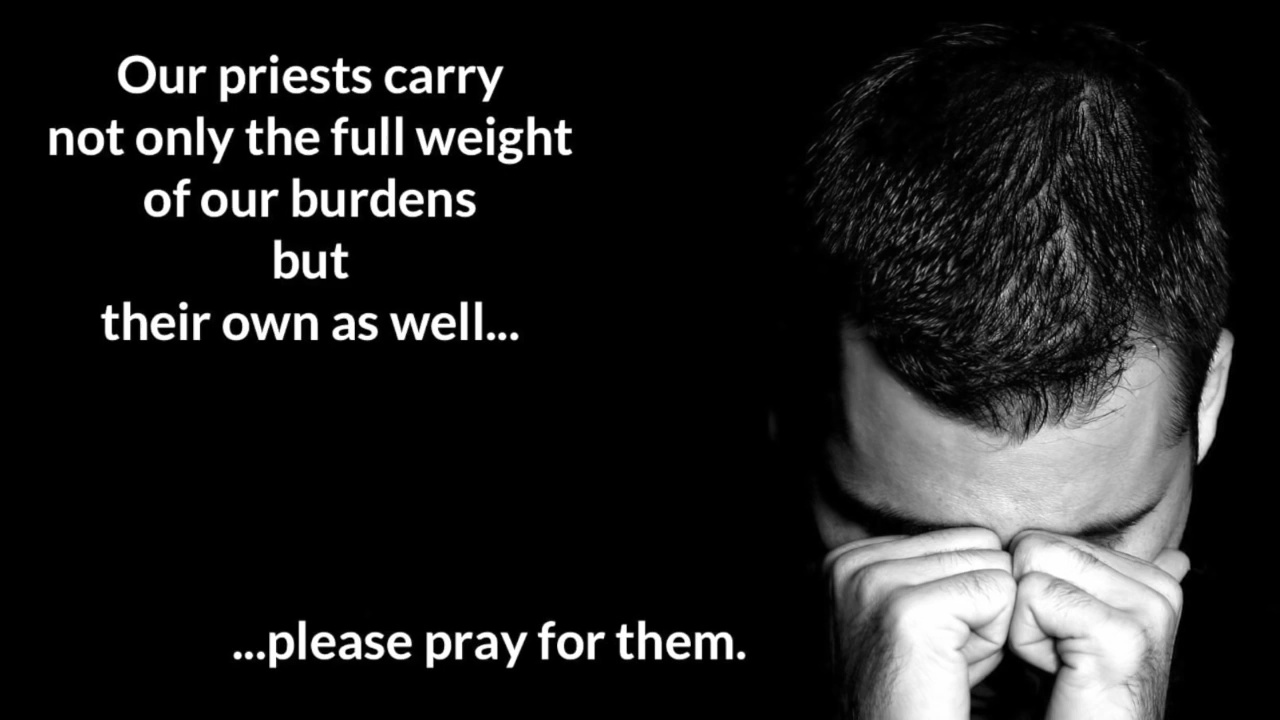 Our priests carry
not only the full weight
of our burdens
but
their own as well...
...please pray for them.